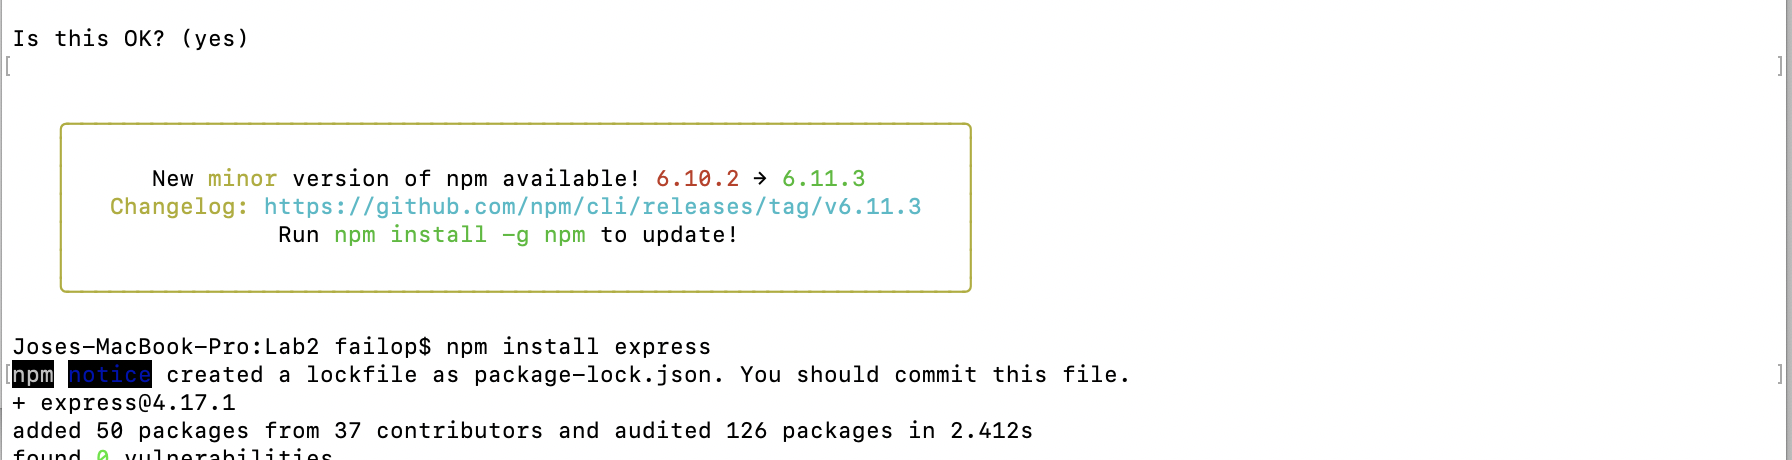 Is this OK? (yes)
[ ]
New minor version of npm available! 6.10.2 → 6.11.3
Changelog: https://github.com/npm/cli/releases/tag/v6.11.3
Run npm install -g npm to update!
Joses-MacBook-Pro:Lab2 failop$ npm install express
[npm notice created a lockfile as package-lock.json. You should commit this file. ]
+ express@4.17.1
added 50 packages from 37 contributors and audited 126 packages in 2.412s
found 0 vulnerabilities